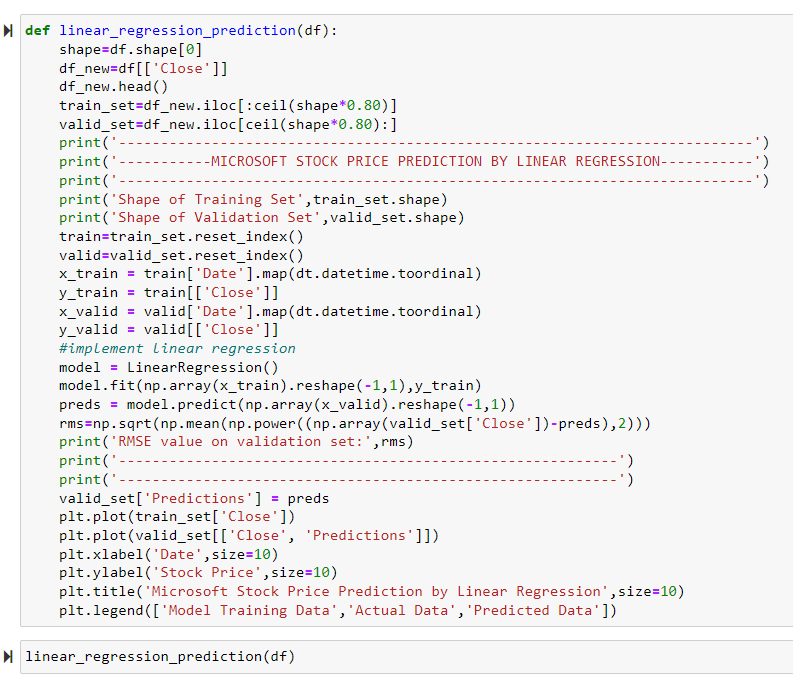 def linear_regression_prediction(df):
    shape=df.shape[0]
    df_new=df[['Close']]
    df_new.head()
    train_set=df_new.iloc[:ceil(shape*0.80)]
    valid_set=df_new.iloc[ceil(shape*0.80):]
    print('---------------------------------------------------------------------------')
    print('-----------MICROSOFT STOCK PRICE PREDICTION BY LINEAR REGRESSION-----------')
    print('---------------------------------------------------------------------------')
    print('Shape of Training Set',train_set.shape)
    print('Shape of Validation Set',valid_set.shape)
    train=train_set.reset_index()
    valid=valid_set.reset_index()
    x_train = train['Date'].map(dt.datetime.toordinal)
    y_train = train[['Close']]
    x_valid = valid['Date'].map(dt.datetime.toordinal)
    y_valid = valid[['Close']]
    #implement linear regression
    model = LinearRegression()
    model.fit(np.array(x_train).reshape(-1,1),y_train)
    preds = model.predict(np.array(x_valid).reshape(-1,1))
    rms=np.sqrt(np.mean(np.power((np.array(valid_set['Close'])-preds),2)))
    print('RMSE value on validation set:',rms)
    print('-----------------------------------------------------------')
    print('-----------------------------------------------------------')
    valid_set['Predictions'] = preds
    plt.plot(train_set['Close'])
    plt.plot(valid_set[['Close', 'Predictions']])
    plt.xlabel('Date',size=10)
    plt.ylabel('Stock Price',size=10)
    plt.title('Microsoft Stock Price Prediction by Linear Regression',size=10)
    plt.legend(['Model Training Data','Actual Data','Predicted Data'])
linear_regression_prediction(df)